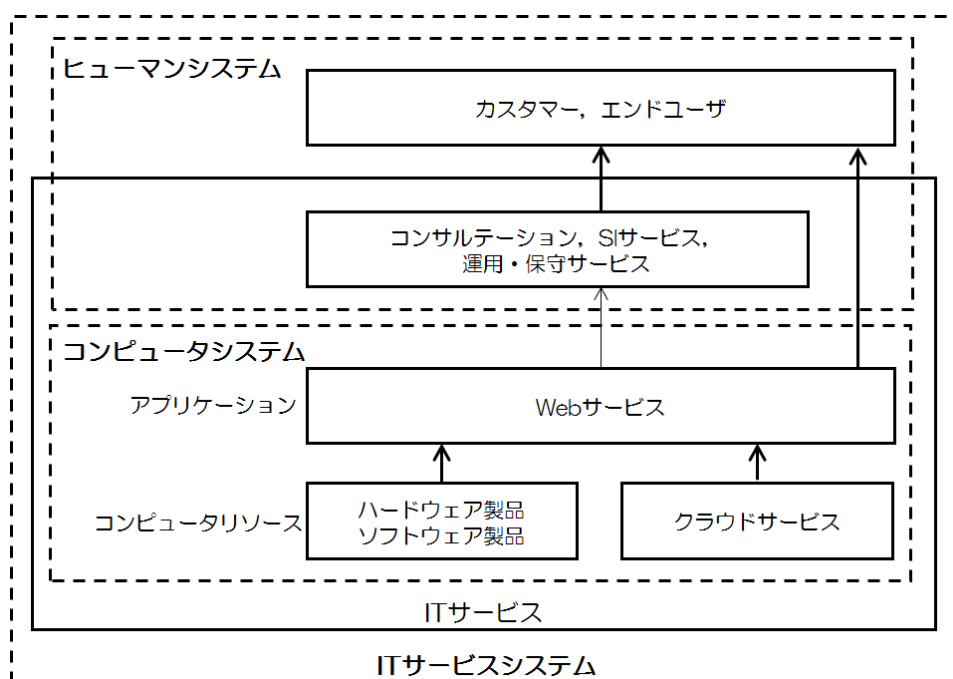 ヒューマンシステム
カスタマー，エンドユーザ
コンサルテーション，SIサービス，
運用・保守サービス
コンピュータシステム
アプリケーション
Webサービス
コンピュータリソース
ハードウェア製品
ソフトウェア製品
クラウドサービス
ITサービス
ITサービスシステム